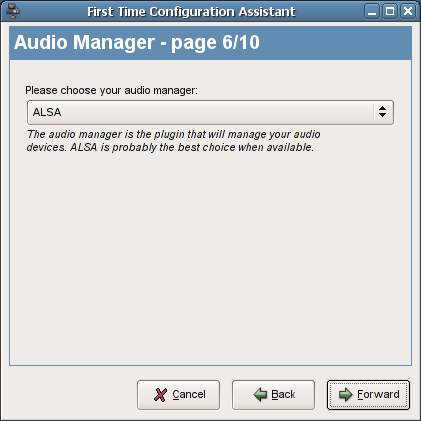 First Time Configuration Assistant
Audio Manager - page 6/10
Please choose your audio manager:
ALSA
The audio manager is the plugin that will manage your audio
devices. ALSA is probably the best choice when available.
Cancel
Back
Forward